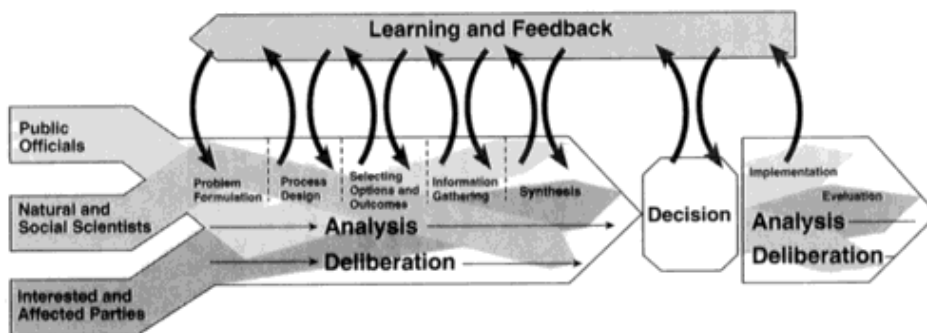 Learning and Feedback
Public
Officials
Natural and
Social Scientists
Interested and
Affected Parties
Problem
Formulation
Process
Design
Selecting
Options and
Outcomes
Information
Gathering
Synthesis
Analysis
Deliberation
Decision
Implementation
Evaluation
Analysis
Deliberation